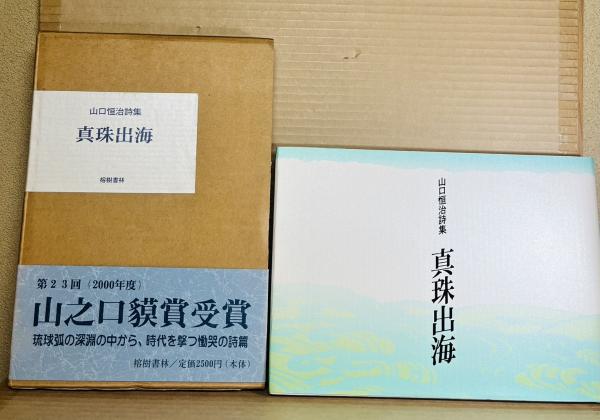 山口恒治詩集
真珠出海
榕樹書林
第23回(2000年度)
山之口貘賞受賞
琉球弧の深淵の中から、時代を撃つ慟哭の詩篇
榕樹書林/定価2500円(本体)
山口恒治詩集
真珠出海